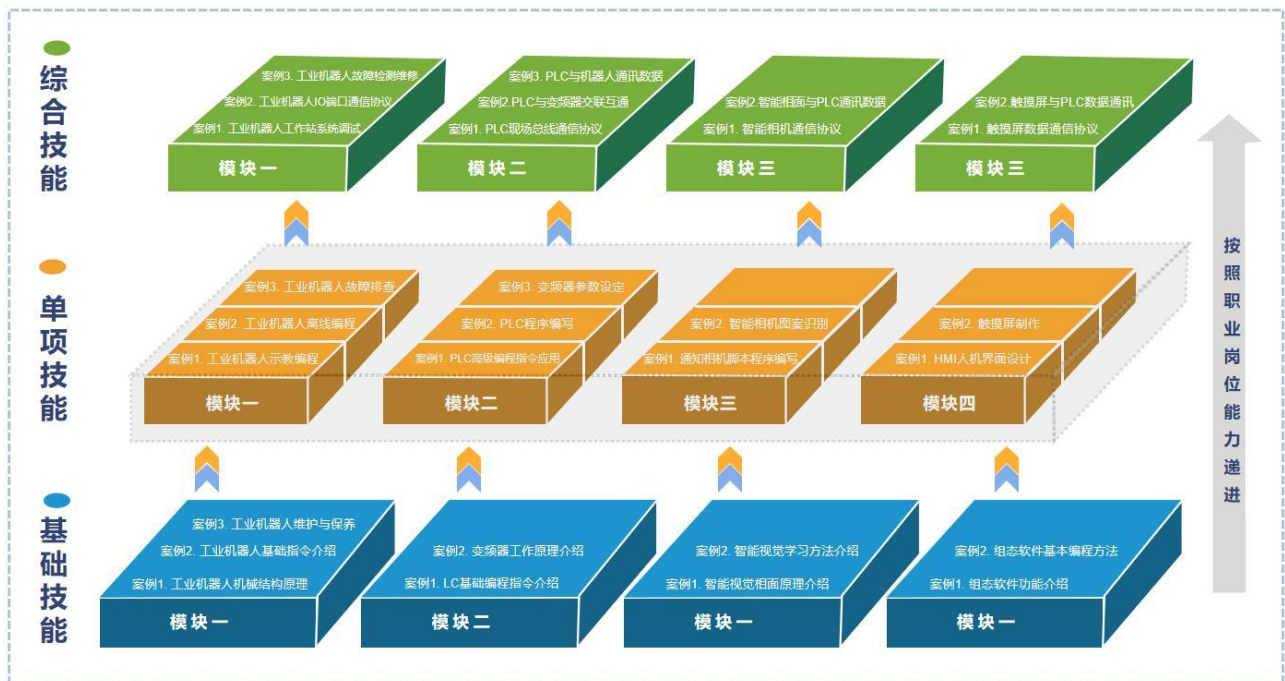 综合技能
案例3. 工业机器人故障检测维修
案例2. 工业机器人IO端口通信协议
案例1. 工业机器人工作站系统调试
模块一
案例3. PLC与机器人通讯数据
案例2.PLC与变频器交联互通
案例1. PLC现场总线通信协议
模块二
案例2.智能相面与PLC通讯数据
案例1. 智能相机通信协议
模块三
案例2.触摸屏与PLC数据通讯
案例1. 触摸屏数据通信协议
模块三
单项技能
案例3. 工业机器人故障排查
案例2. 工业机器人离线编程
案例1. 工业机器人示教编程
模块一
案例3. 变频器参数设定
案例2. PLC程序编写
案例1. PLC高级编程指令应用
模块二
案例2. 智能相机图案识别
案例1. 通知相机脚本程序编写
模块三
案例2. 触摸屏制作
案例1. HMI人机界面设计
模块四
基础技能
案例3. 工业机器人维护与保养
案例2. 工业机器人基础指令介绍
案例1. 工业机器人机械结构原理
模块一
案例2. 变频器工作原理介绍
案例1. LC基础编程指令介绍
模块二
案例2. 智能视觉学习方法介绍
案例1. 智能视觉相面原理介绍
模块一
案例2. 组态软件基本编程方法
案例1. 组态软件功能介绍
模块一
按照职业岗位能力递进